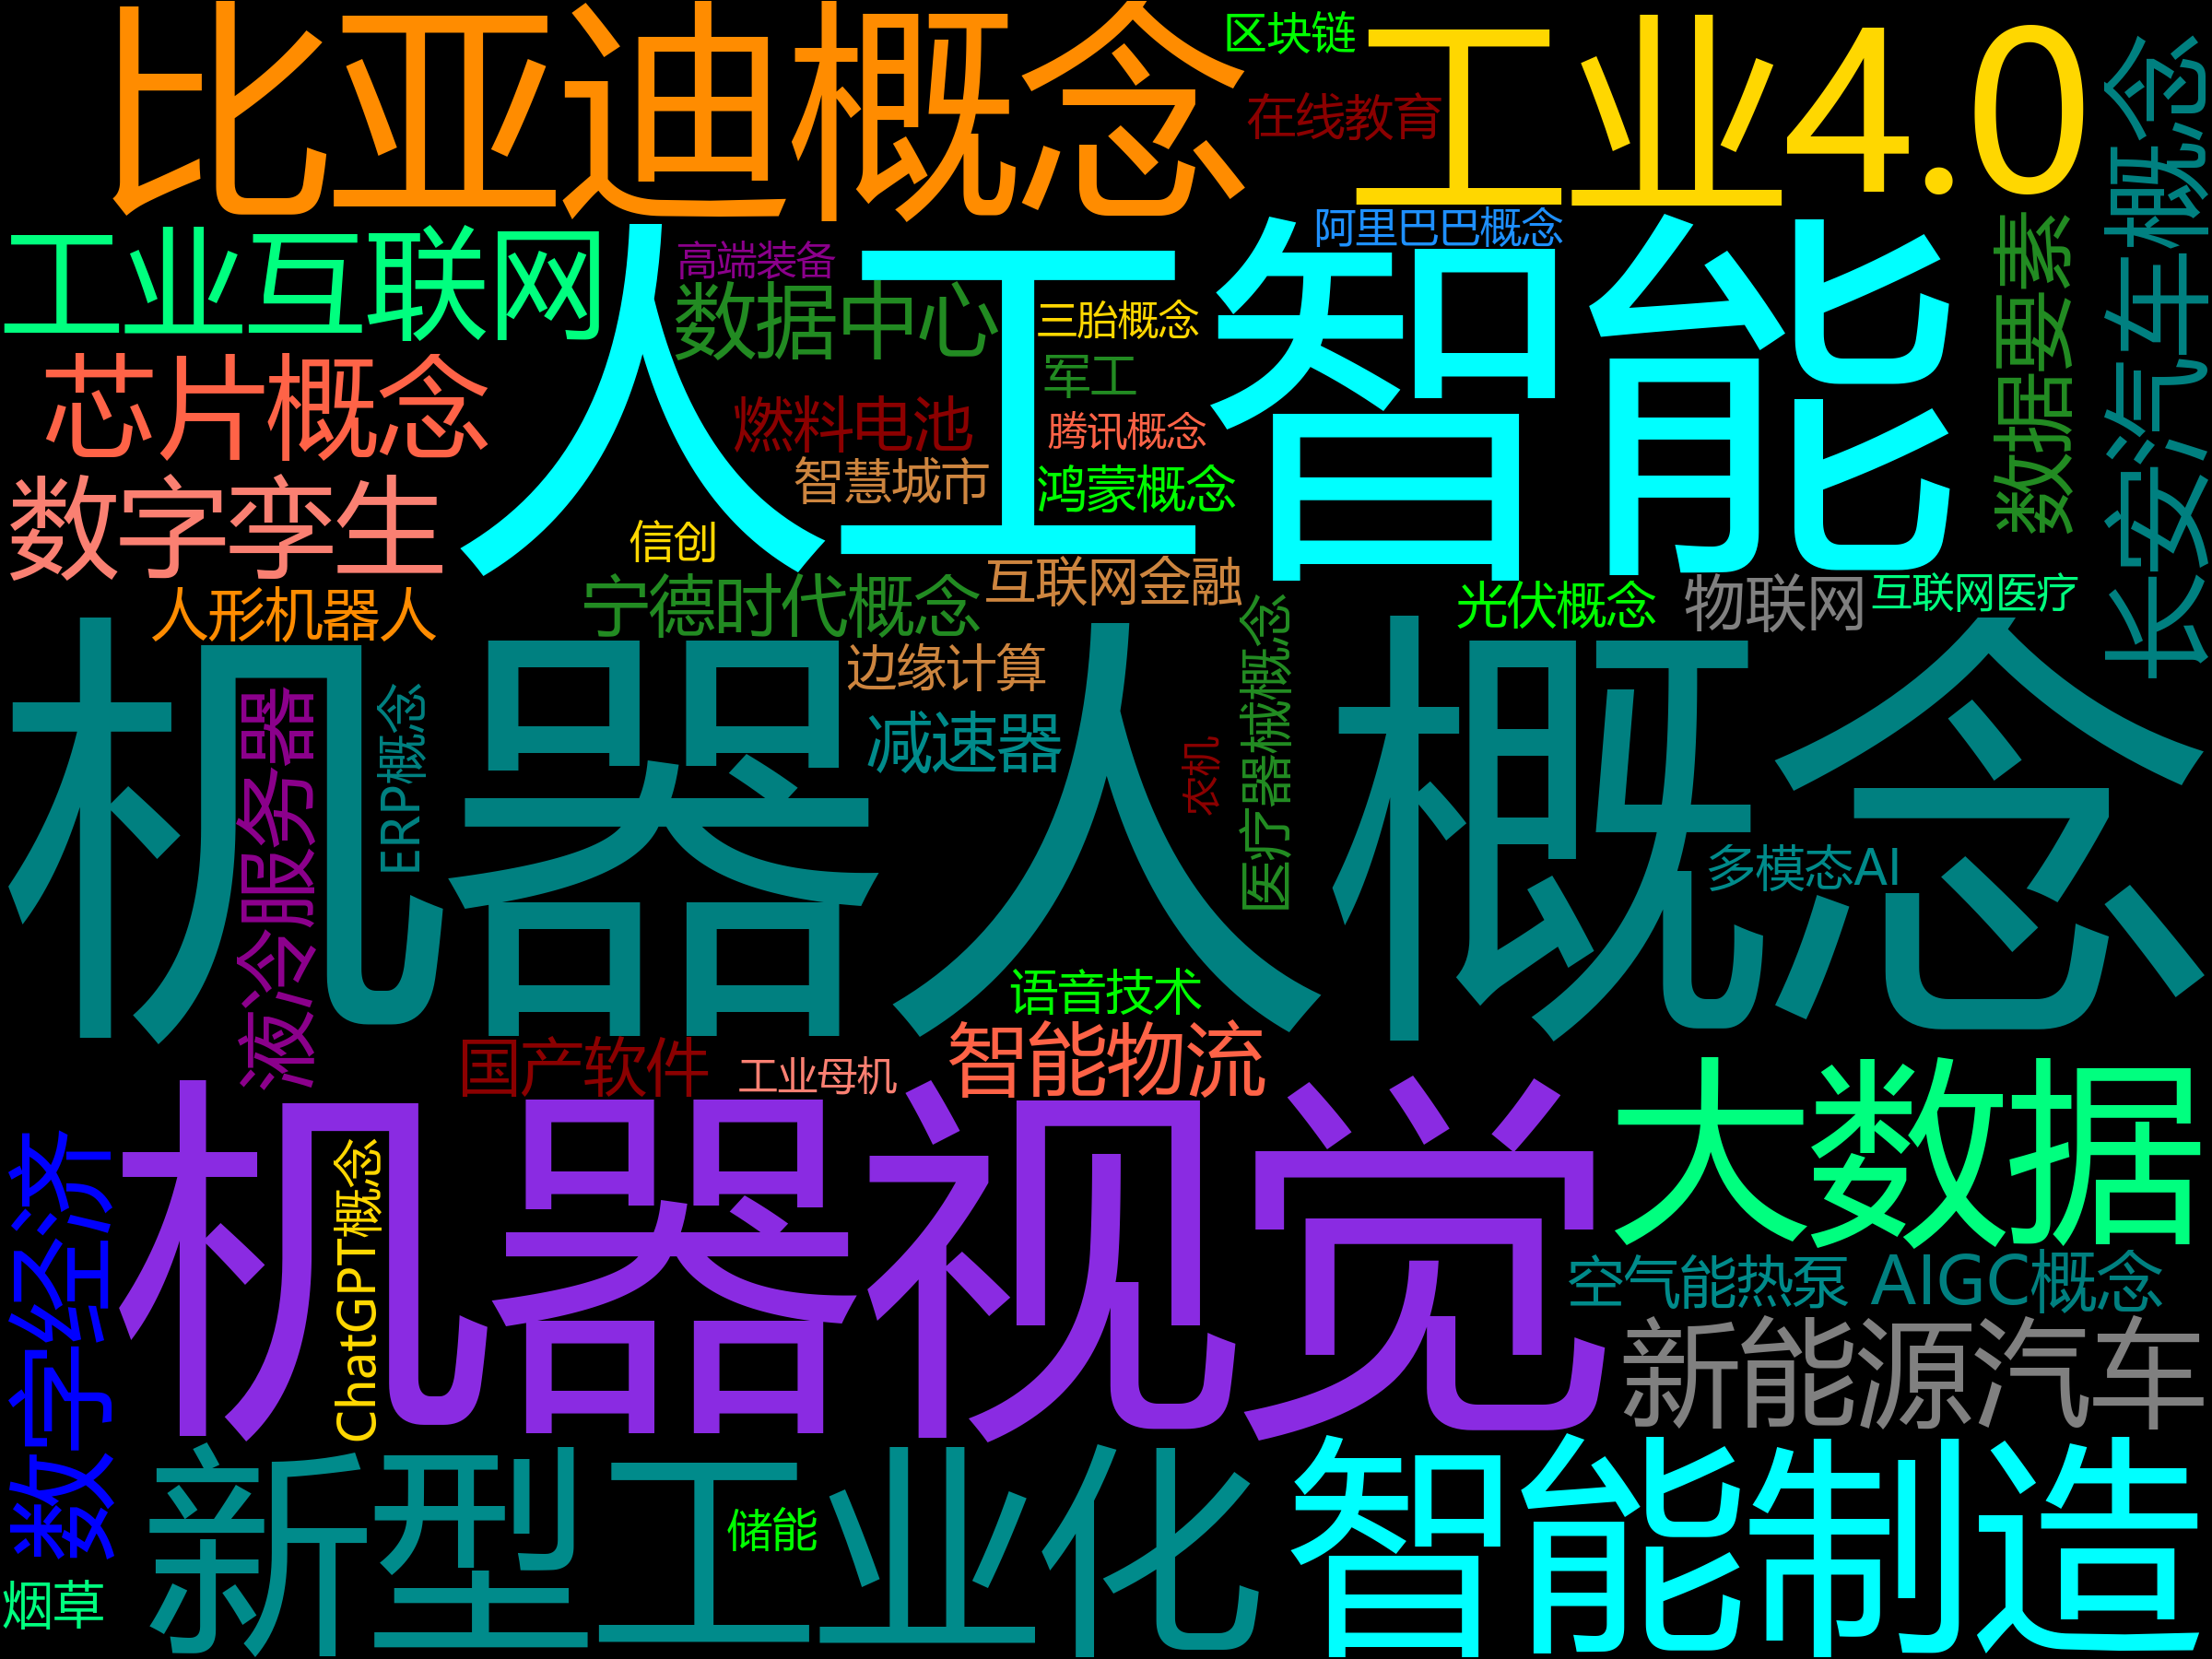 比亚迪概念
区块链
工业4.0
在线教育
长安汽车概念
阿里巴巴概念
工业互联网
人工智能
高端装备
数据中心
三胎概念
数据要素
芯片概念
军工
燃料电池
腾讯概念
智慧城市
鸿蒙概念
数字孪生
信创
互联网金融
宁德时代概念
光伏概念
物联网
互联网医疗
人形机器人
边缘计算
医疗器械概念
机器人概念
液冷服务器
ERP概念
减速器
农机
多模态AI
语音技术
智能物流
国产软件
工业母机
大数据
机器视觉
数字经济
ChatGPT概念
空气能热泵
AIGC概念
新能源汽车
新型工业化
储能
智能制造
烟草